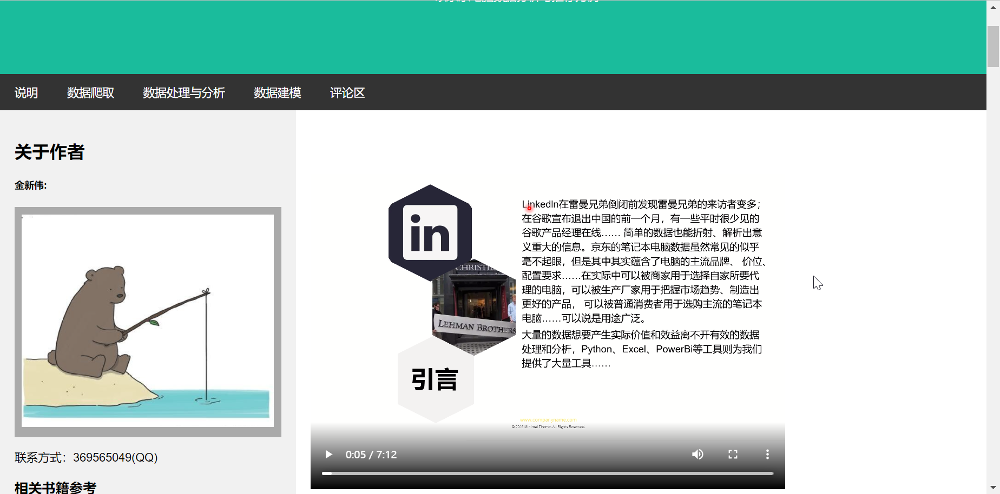 说明 数据爬取 数据处理与分析 数据建模 评论区
关于作者
金新伟:
联系方式：369565049(QQ)
相关书籍参考
in
CHRISTIE
LEHMAN BROTHERS
引言
LinkedIn在雷曼兄弟倒闭前发现雷曼兄弟的来访者变多；
在谷歌宣布退出中国的前一个月，有一些平时很少见的
谷歌产品经理在线…… 简单的数据也能折射、解析出意
义重大的信息。京东的笔记本电脑数据虽然常见的似乎
毫不起眼，但是其中其实蕴含了电脑的主流品牌、 价位、
配置要求……在实际中可以被商家用于选择自家所要代
理的电脑，可以被生产厂家用于把握市场趋势、制造出
更好的产品， 可以被普通消费者用于选购主流的笔记本
电脑……可以说是用途广泛。
大量的数据想要产生实际价值和效益离不开有效的数据
处理和分析，Python、Excel、PowerBi等工具则为我们
提供了大量工具……
www.companyname.com
© 2016 Minimal Theme. All Rights Reserved.
0:05 / 7:12